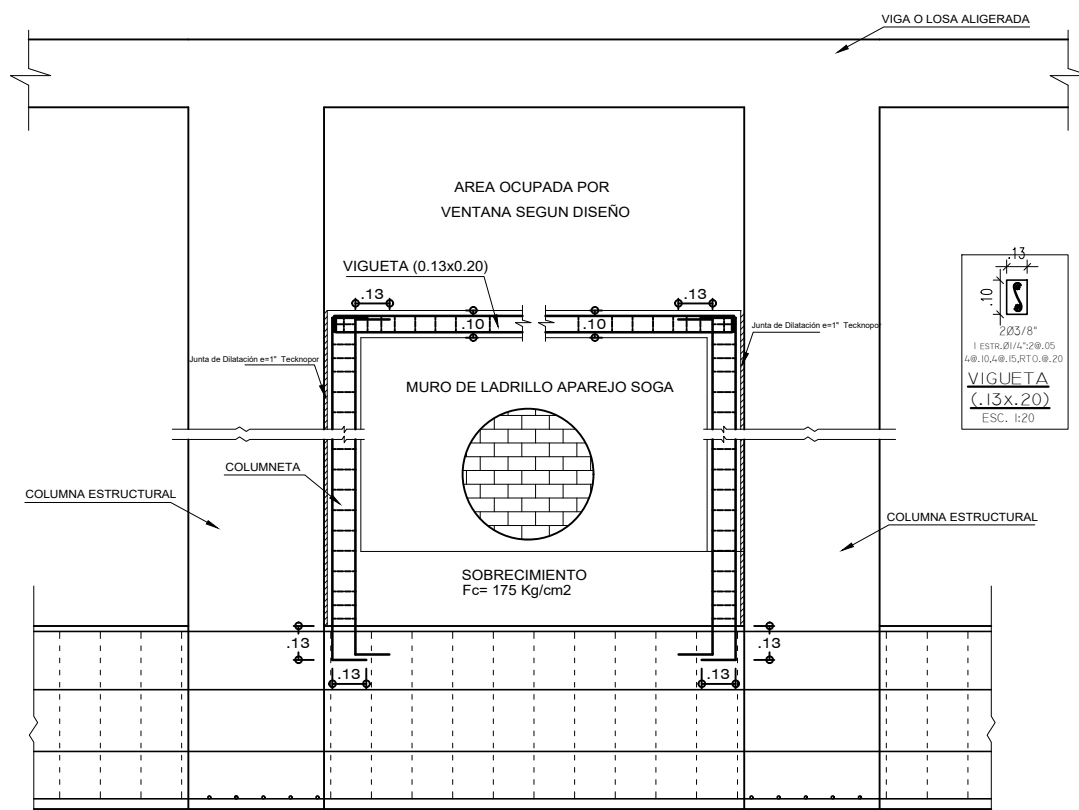 VIGA O LOSA ALIGERADA
AREA OCUPADA POR
VENTANA SEGUN DISEÑO
VIGUETA (0.13x0.20)
.13
.13
.10
.10
Junta de Dilatación e=1" Tecknopor
Junta de Dilatación e=1" Tecknopor
MURO DE LADRILLO APAREJO SOGA
COLUMNETA
COLUMNA ESTRUCTURAL
COLUMNA ESTRUCTURAL
SOBRECIMIENTO
Fc= 175 Kg/cm2
.13
.13
.13
.13
.13
.10
2Ø3/8"
1 ESTR.Ø1/4":2@.05
4@.10,4@.15,RTO.@.20
VIGUETA
(.13x.20)
ESC. 1:20